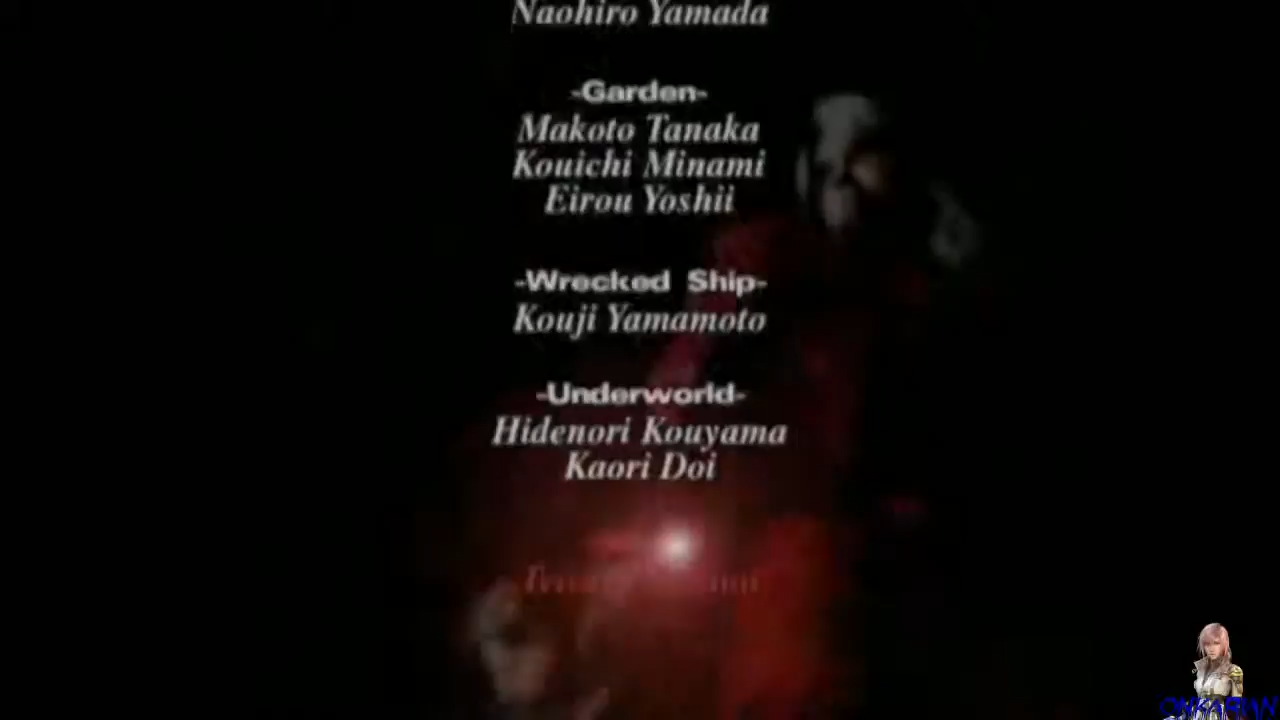 Naohiro Yamada
-Garden-
Makoto Tanaka
Kouichi Minami
Eirou Yoshii
-Wrecked Ship-
Kouji Yamamoto
-Underworld-
Hidenori Kouyama
Kaori Doi